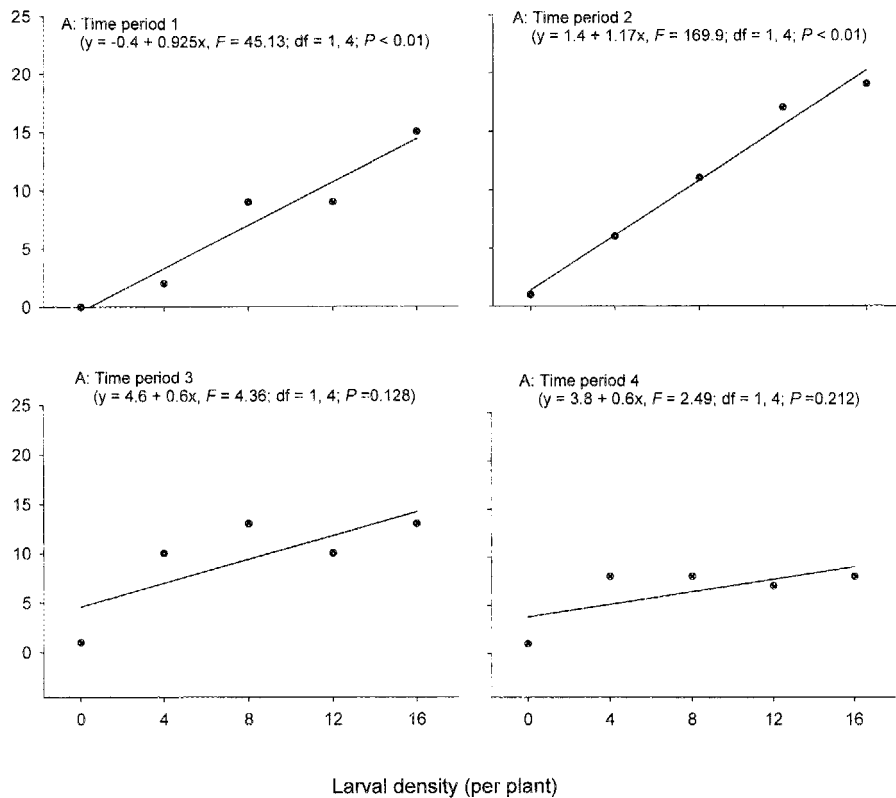 A: Time period 1
(y = -0.4 + 0.925x, F = 45.13; df = 1, 4; P < 0.01)
25
20
15
10
5
0
A: Time period 2
(y = 1.4 + 1.17x, F = 169.9; df = 1, 4; P < 0.01)
A: Time period 3
(y = 4.6 + 0.6x, F = 4.36; df = 1, 4; P =0.128)
25
20
15
10
5
0
0 4 8 12 16
A: Time period 4
(y = 3.8 + 0.6x, F = 2.49; df = 1, 4; P =0.212)
0 4 8 12 16
Larval density (per plant)